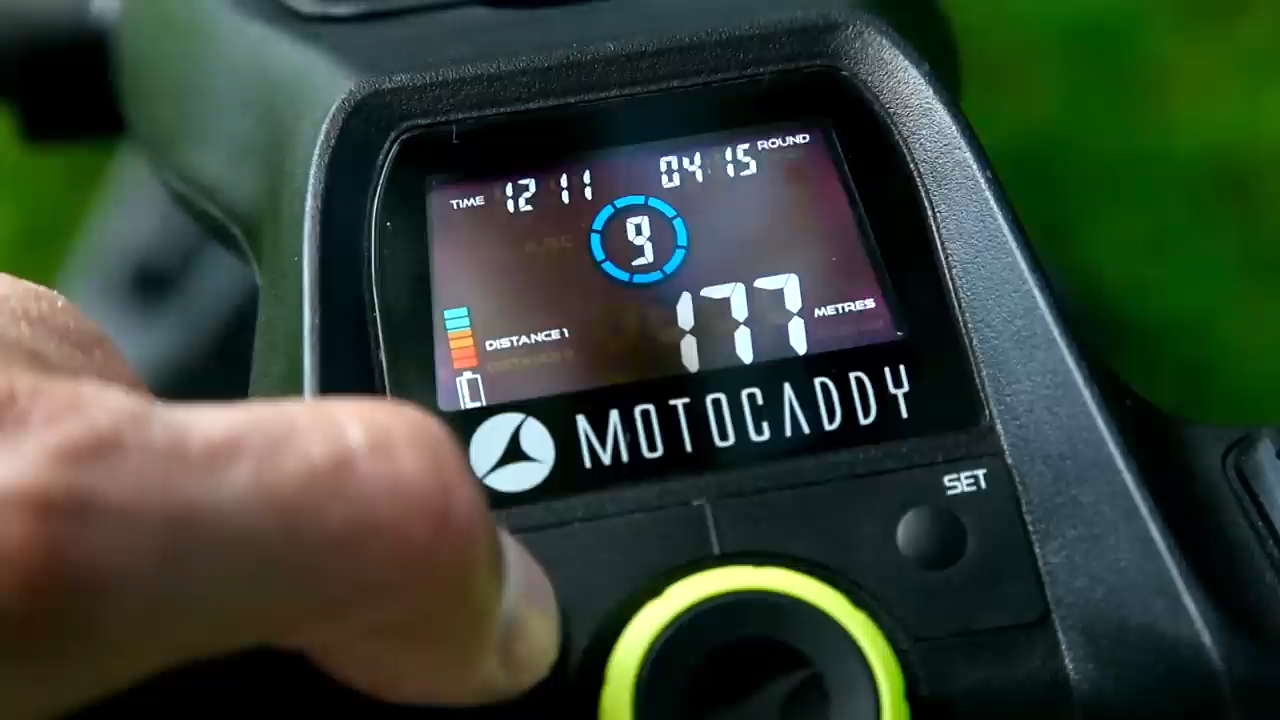 TIME 12 11 04 15 ROUND
9
DISTANCE 1 177 METRES
MOTOCADDY
SET